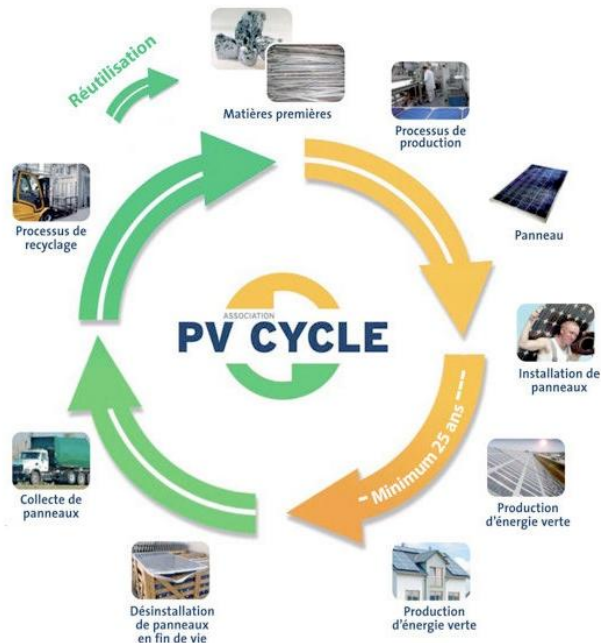 Réutilisation
Matières premières
Processus de
production
Panneau
Installation de
panneaux
Minimum 25 ans
Production
d'énergie verte
Production
d'énergie verte
Désinstallation
de panneaux
en fin de vie
Collecte de
panneaux
Processus de
recyclage
ASSOCIATION
PV CYCLE